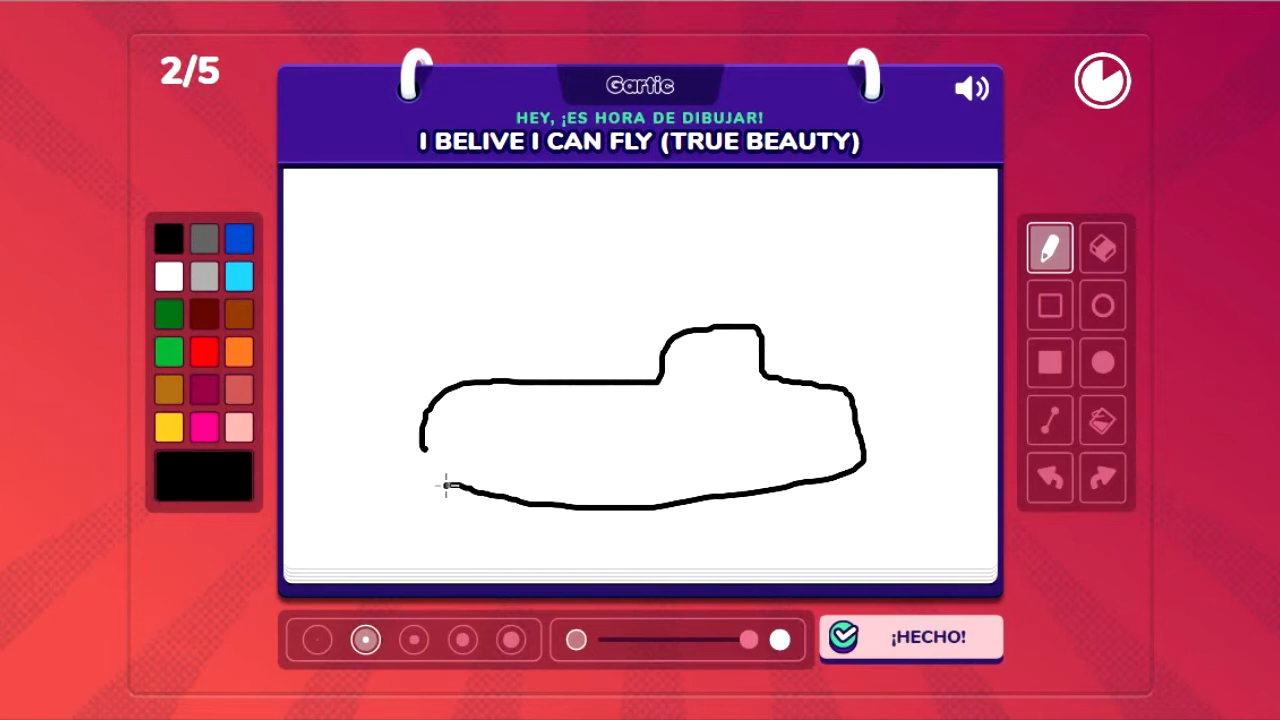 2/5
Gartic
HEY, ¡ES HORA DE DIBUJAR!
I BELIVE I CAN FLY (TRUE BEAUTY)
¡HECHO!